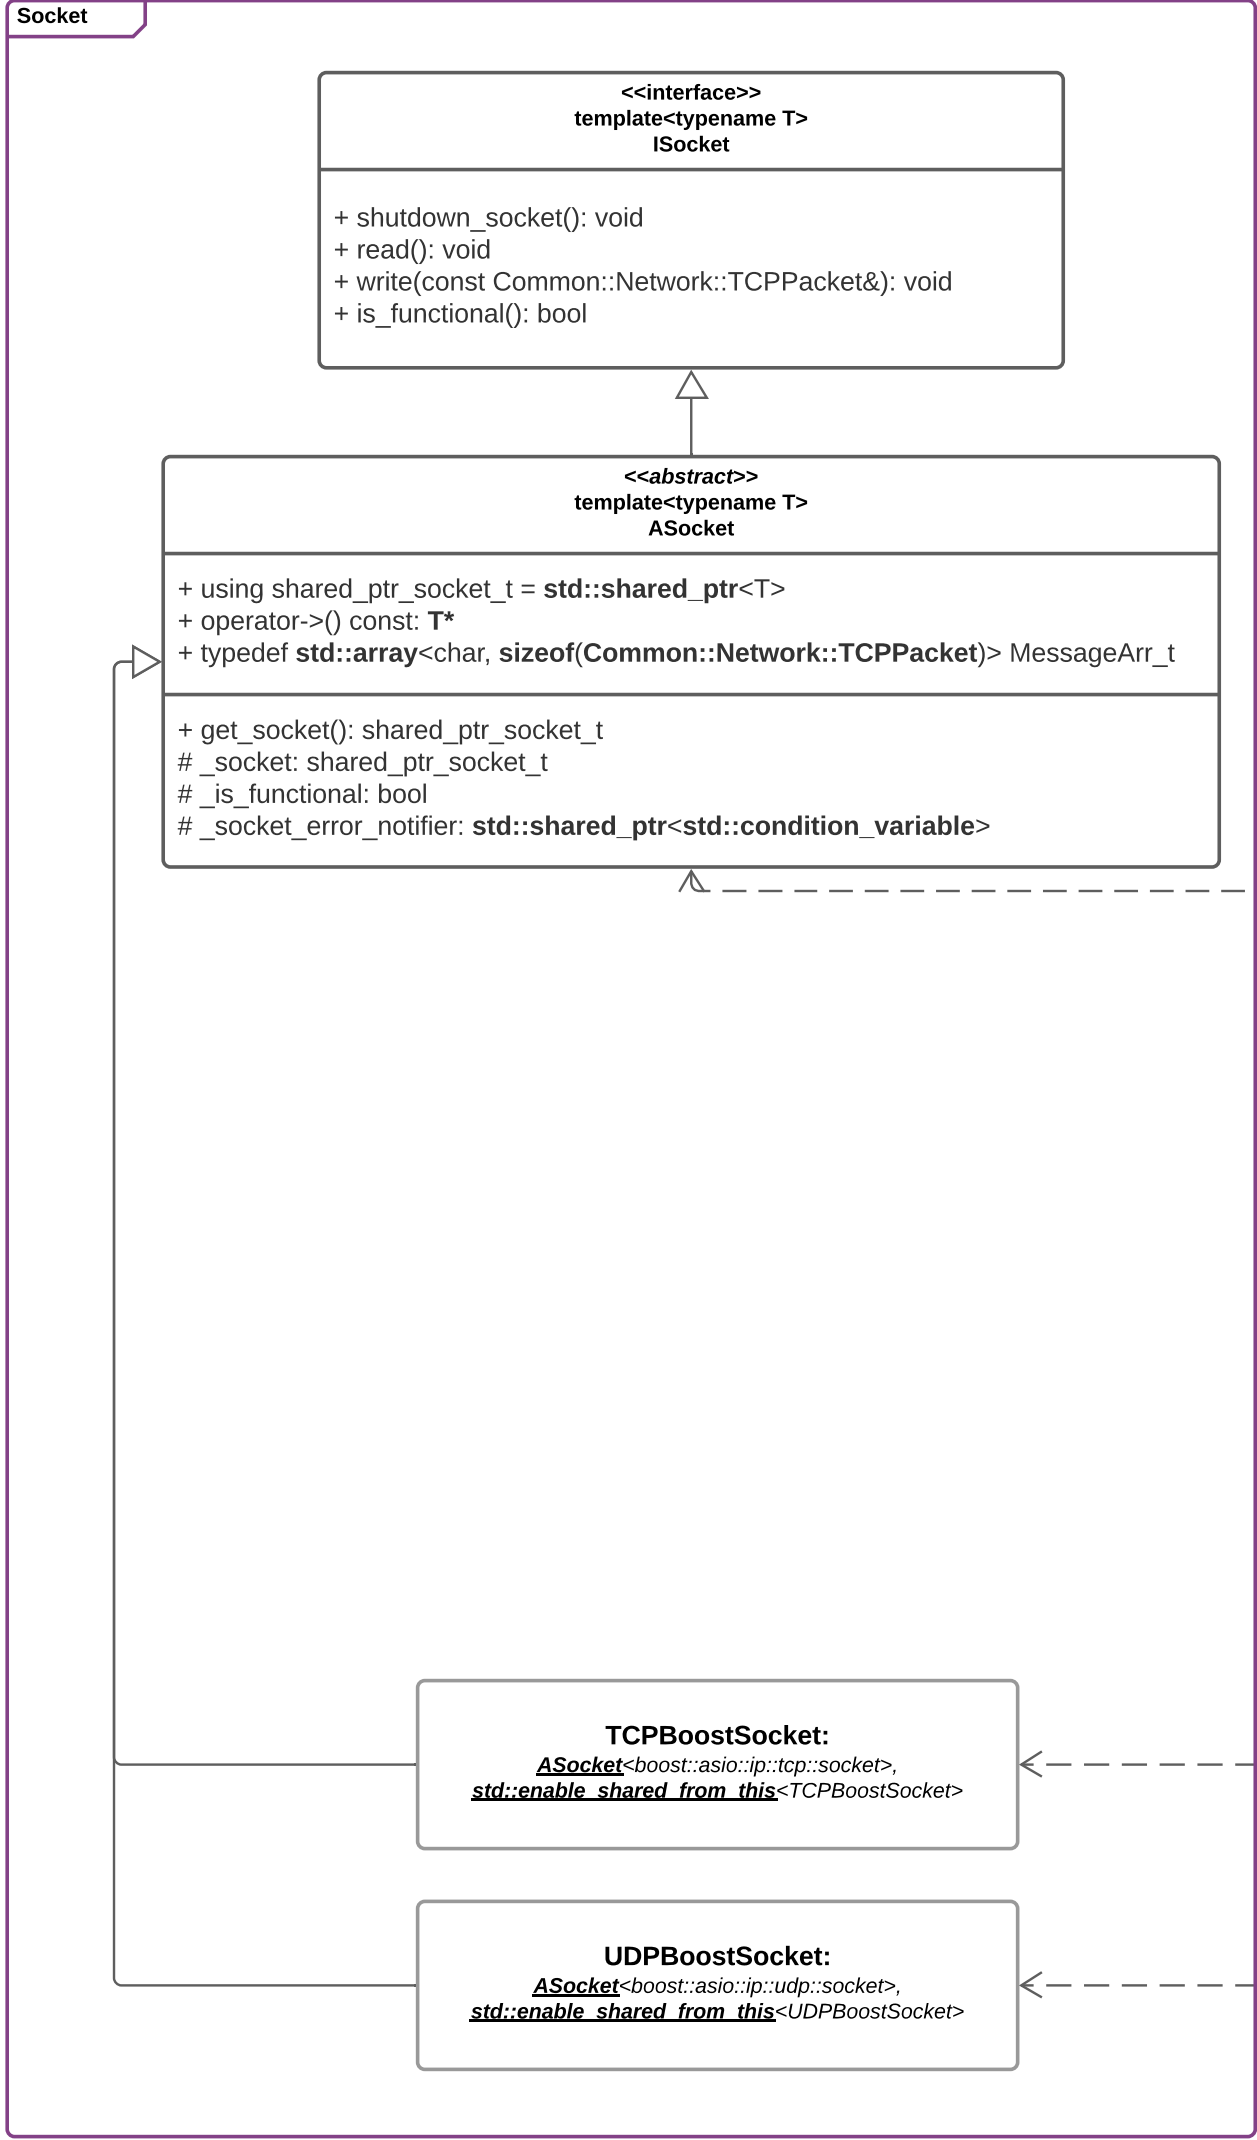 Socket
<<interface>>
template<typename T>
ISocket
+ shutdown_socket(): void
+ read(): void
+ write(const Common::Network::TCPPacket&): void
+ is_functional(): bool
<<abstract>>
template<typename T>
ASocket
+ using shared_ptr_socket_t = std::shared_ptr<T>
+ operator->() const: T*
+ typedef std::array<char, sizeof(Common::Network::TCPPacket)> MessageArr_t
+ get_socket(): shared_ptr_socket_t
# _socket: shared_ptr_socket_t
# _is_functional: bool
# _socket_error_notifier: std::shared_ptr<std::condition_variable>
TCPBoostSocket:
ASocket<boost::asio::ip::tcp::socket>,
std::enable_shared_from_this<TCPBoostSocket>
UDPBoostSocket:
ASocket<boost::asio::ip::udp::socket>,
std::enable_shared_from_this<UDPBoostSocket>